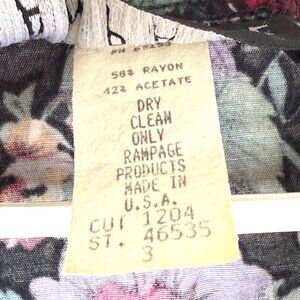 58% RAYON
42% ACETATE
DRY
CLEAN
ONLY
RAMPAGE
PRODUCTS
MADE IN
U.S.A.
CUT 1204
ST. 46535
3